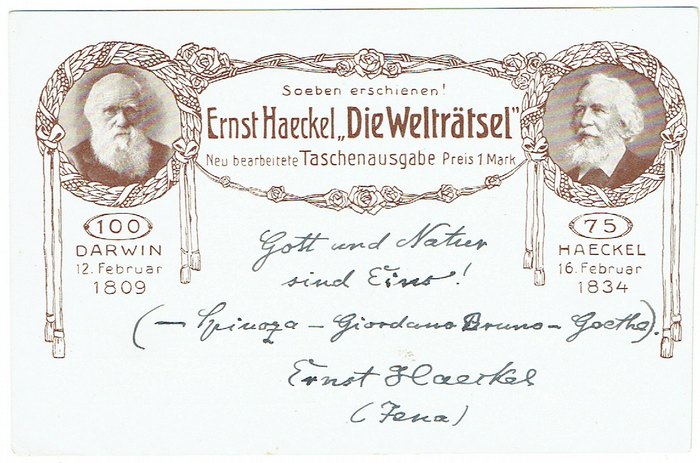 Soeben erschienen!
Ernst Haeckel „Die Welträtsel“
Neu bearbeitete Taschenausgabe Preis 1 Mark
100
DARWIN
12. Februar
1809
75
HAECKEL
16. Februar
1834
Gott und Natur
sind Eins!
(— Spinoza – Giordano Bruno – Goethe).
Ernst Haeckel
(Jena)